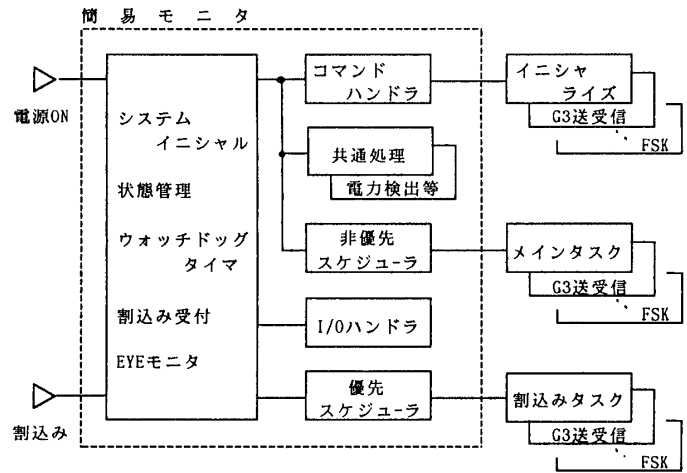 簡易モニタ
電源ON
システム
イニシャル
状態管理
ウォッチドッグ
タイマ
割込み受付
EYEモニタ
割込み
コマンド
ハンドラ
共通処理
電力検出等
非優先
スケジューラ
I/Oハンドラ
優先
スケジューラ
イニシャ
ライズ
G3送受信
FSK
メインタスク
G3送受信
FSK
割込みタスク
G3送受信
FSK